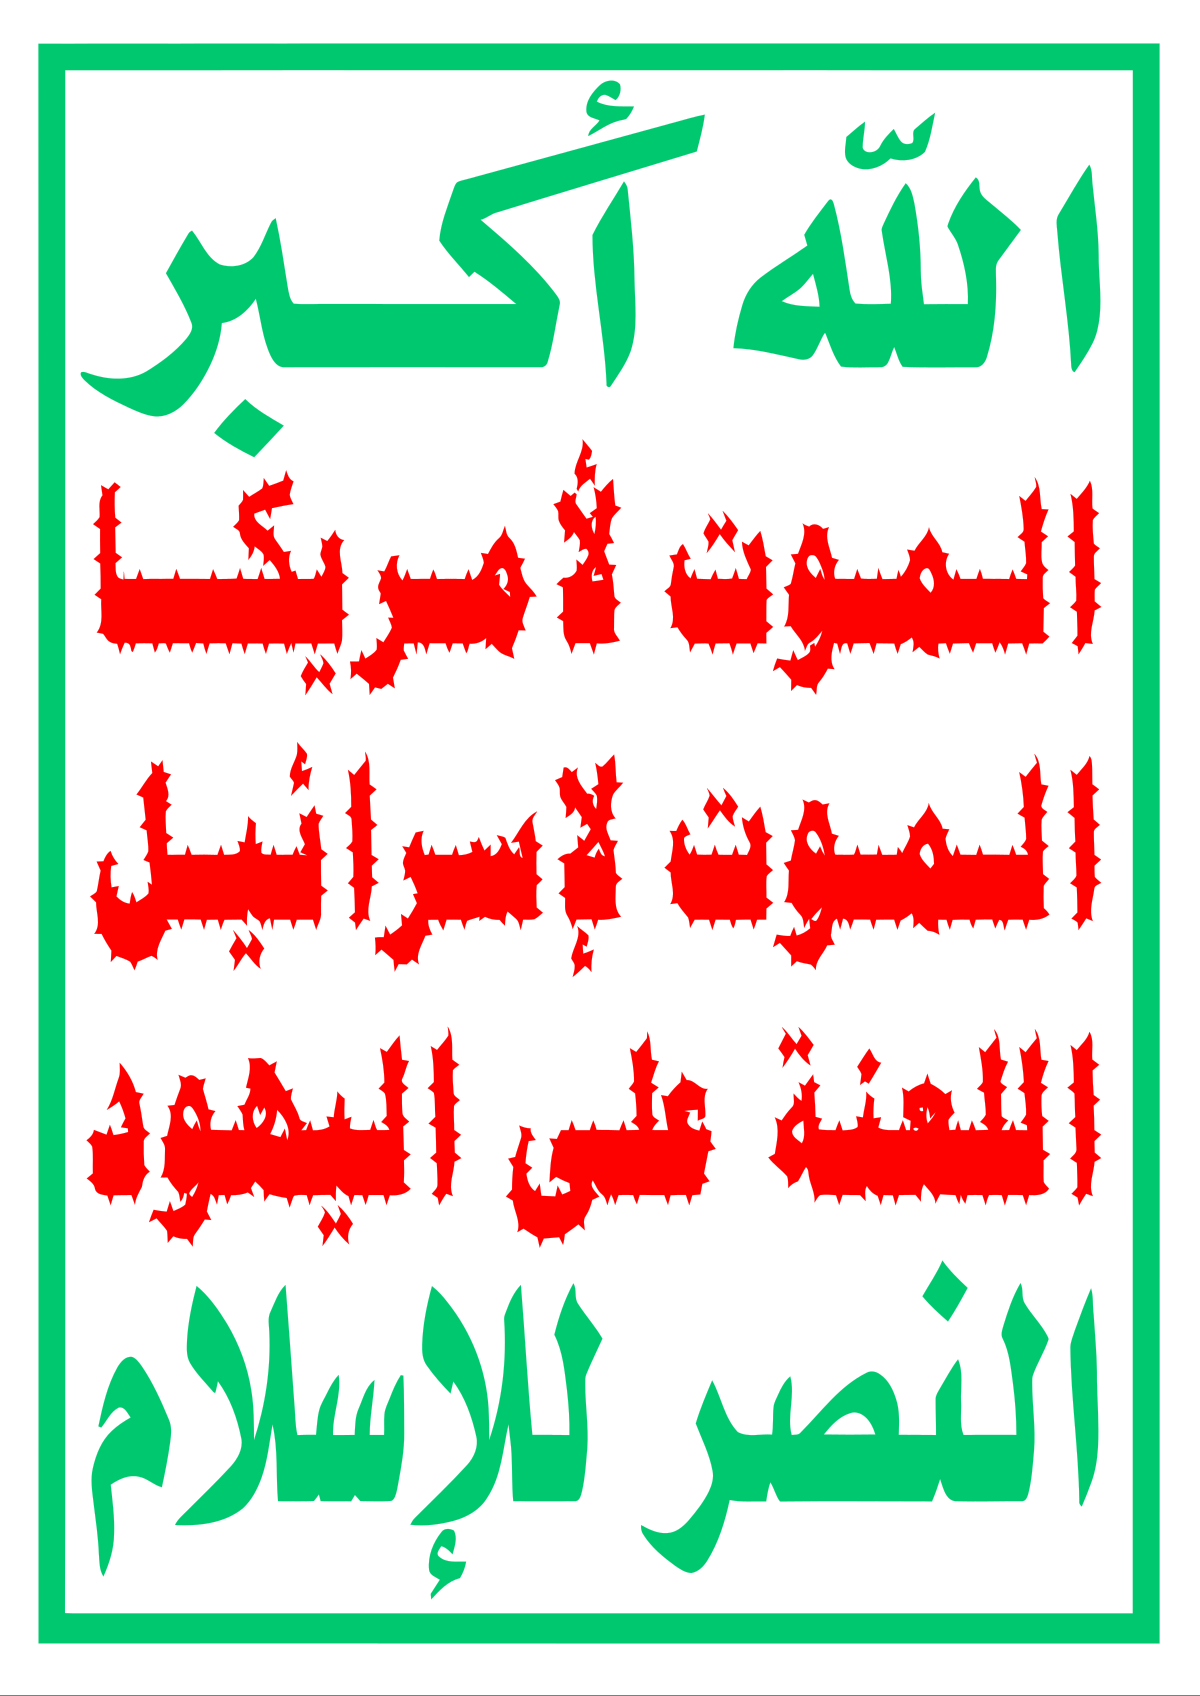 الله أكبر
الموت لأمريكا
الموت لإسرائيل
اللعنة على اليهود
النصر للإسلام